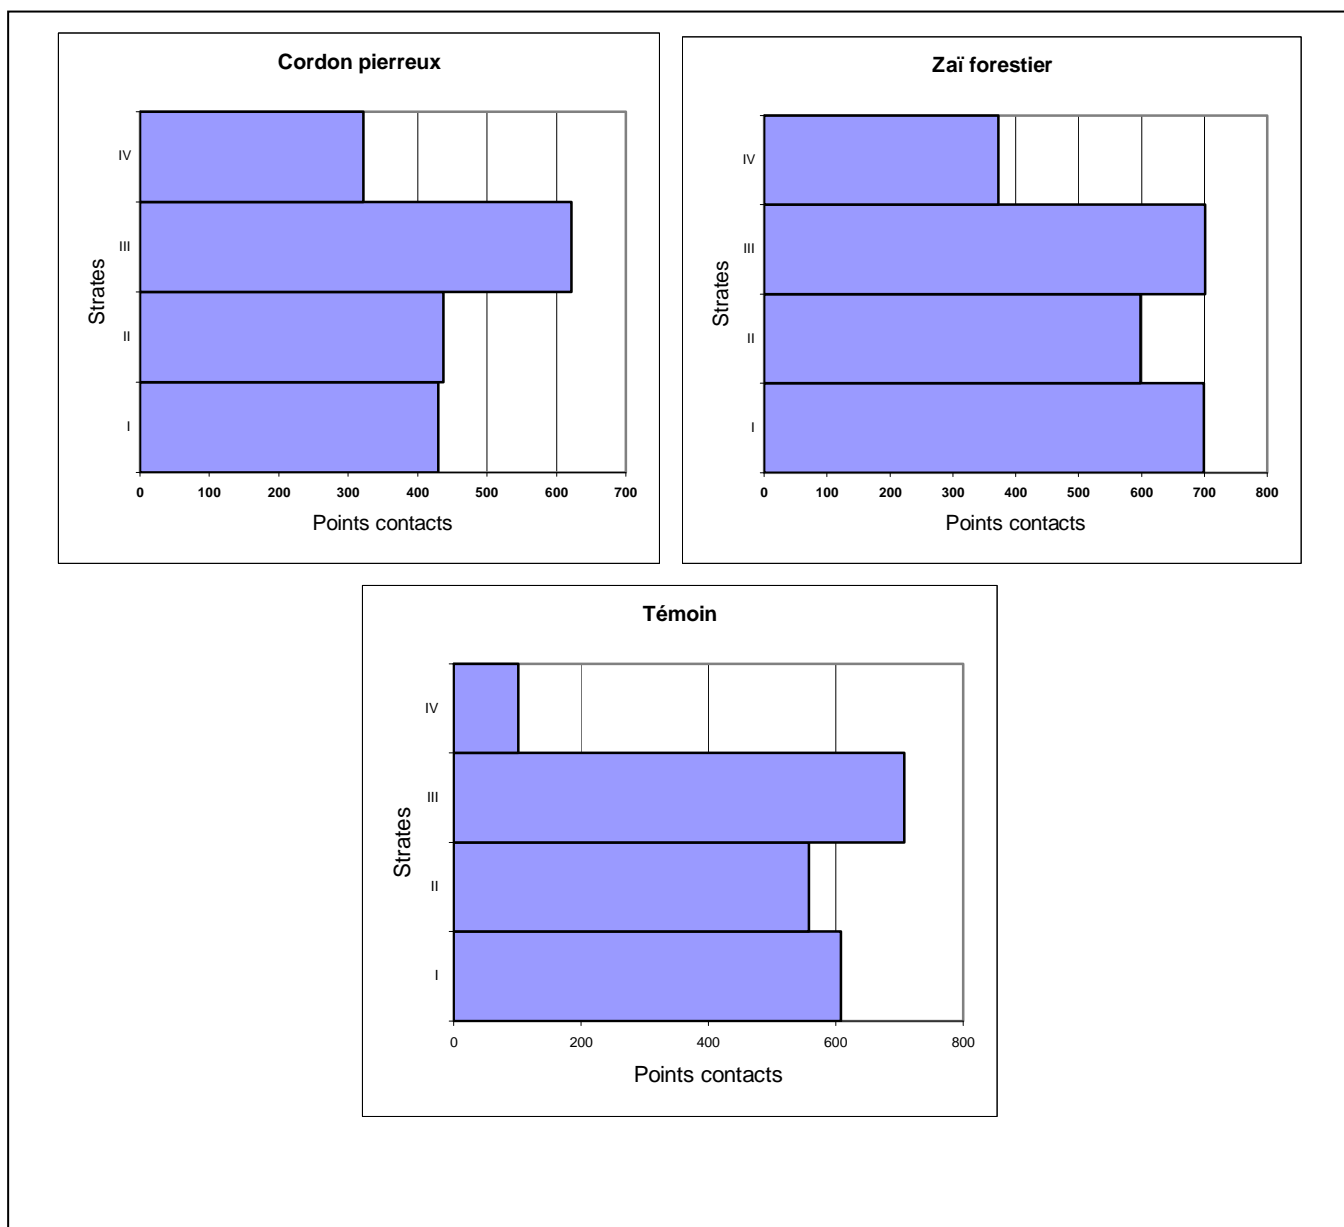 Cordon pierreux
IV
III
II
I
Strates
0 100 200 300 400 500 600 700
Points contacts
Zaï forestier
IV
III
II
I
Strates
0 100 200 300 400 500 600 700 800
Points contacts
Témoin
IV
III
II
I
Strates
0 200 400 600 800
Points contacts